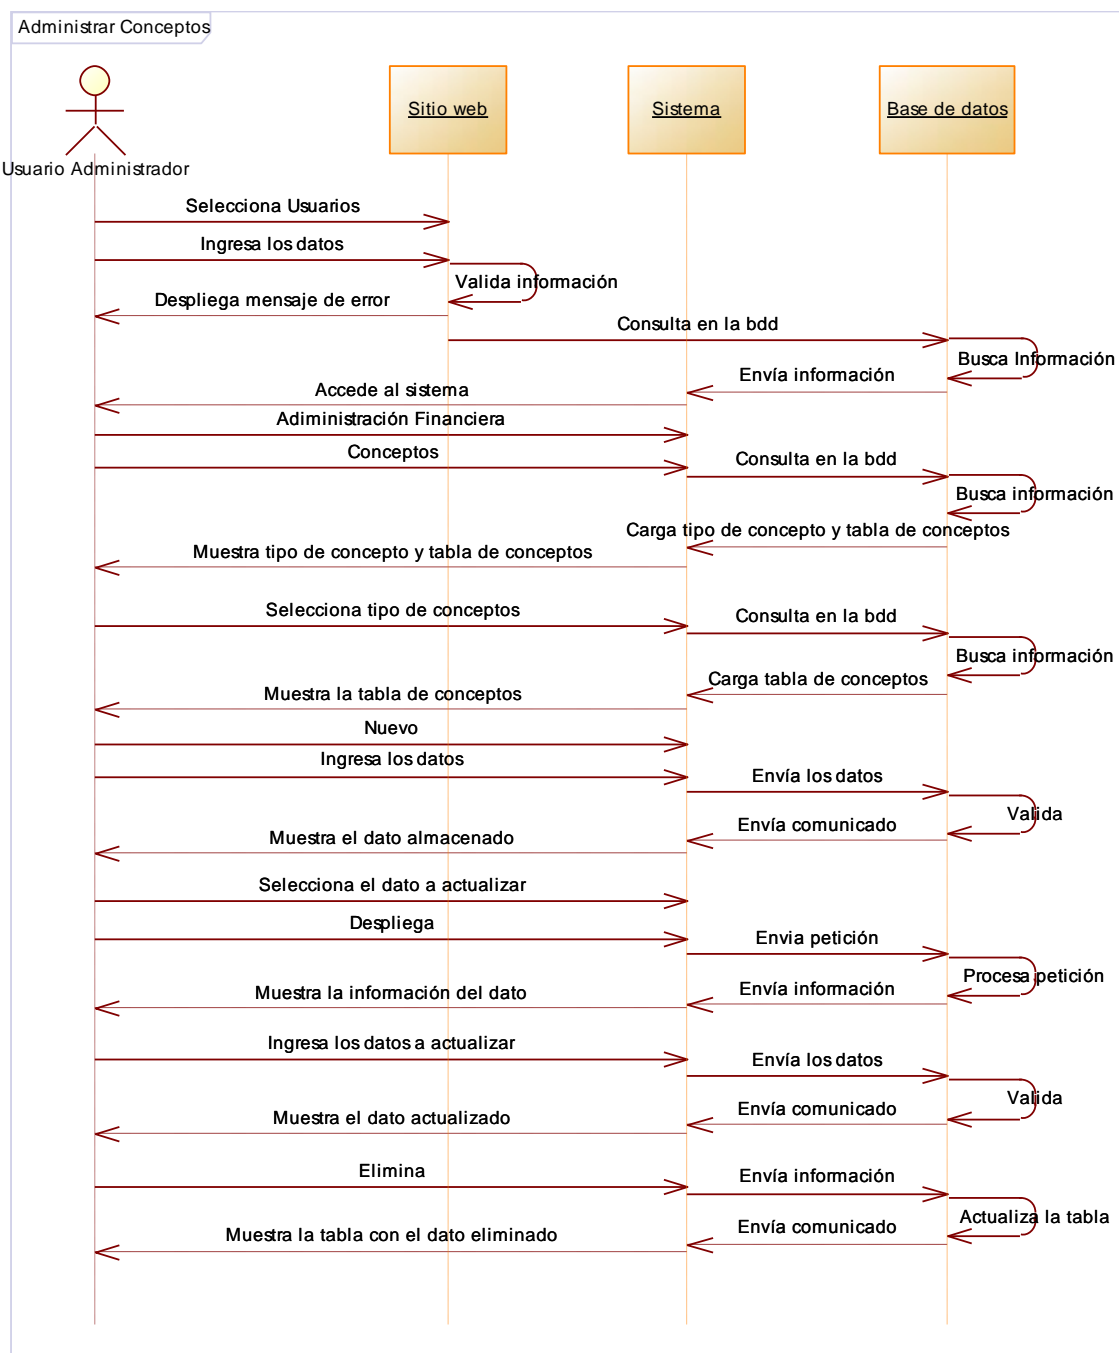 Administrar Conceptos
Sitio web
Sistema
Base de datos
Usuario Administrador
Selecciona Usuarios
Ingresa los datos
Valida información
Despliega mensaje de error
Consulta en la bdd
Busca Información
Envía información
Accede al sistema
Adiministración Financiera
Conceptos
Consulta en la bdd
Busca información
Carga tipo de concepto y tabla de conceptos
Muestra tipo de concepto y tabla de conceptos
Selecciona tipo de conceptos
Consulta en la bdd
Busca información
Carga tabla de conceptos
Muestra la tabla de conceptos
Nuevo
Ingresa los datos
Envía los datos
Valida
Envía comunicado
Muestra el dato almacenado
Selecciona el dato a actualizar
Despliega
Envia petición
Procesa petición
Envía información
Muestra la información del dato
Ingresa los datos a actualizar
Envía los datos
Valida
Envía comunicado
Muestra el dato actualizado
Elimina
Envía información
Actualiza la tabla
Envía comunicado
Muestra la tabla con el dato eliminado